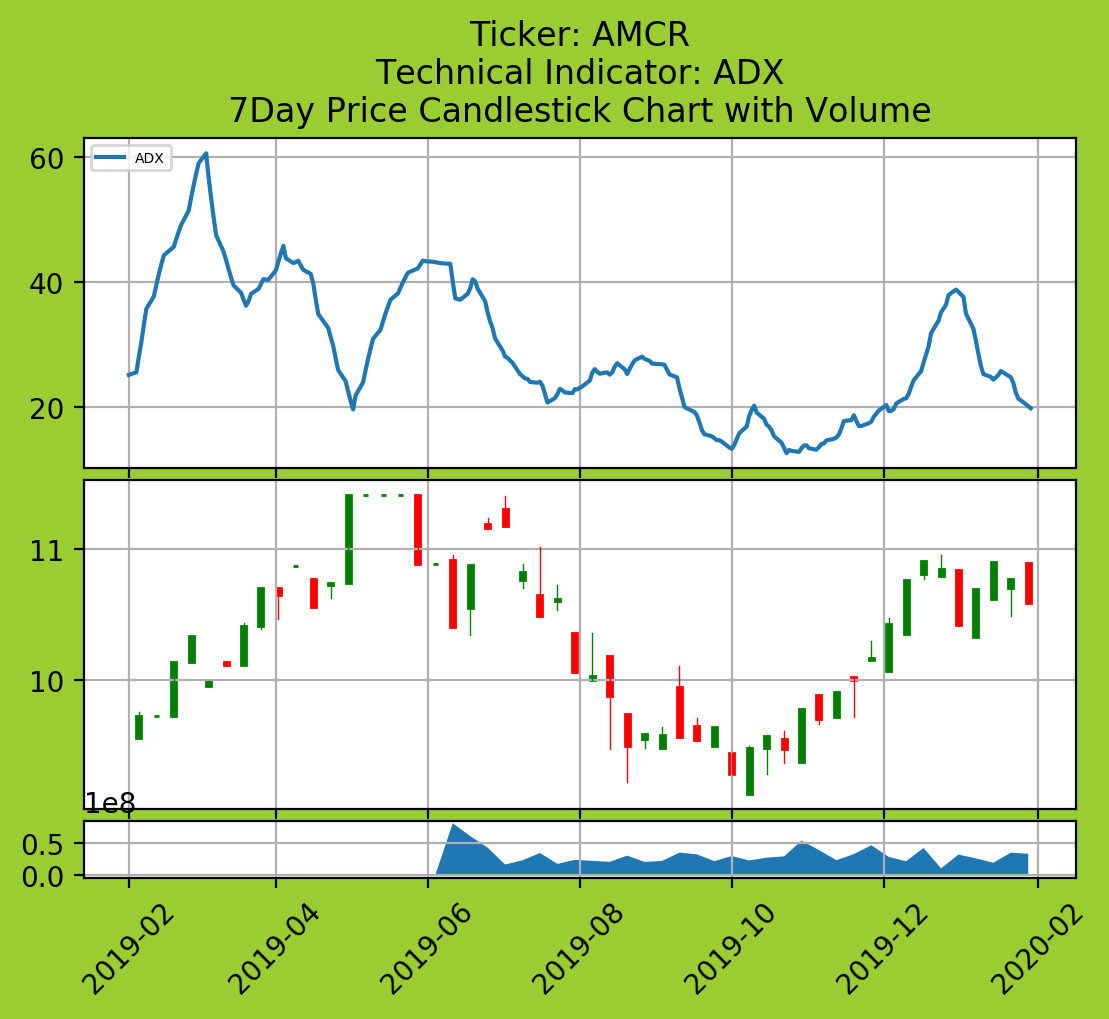 Ticker: AMCR
Technical Indicator: ADX
7Day Price Candlestick Chart with Volume
ADX
60
40
20
11
10
1e8
0.5
0.0
2019-02
2019-04
2019-06
2019-08
2019-10
2019-12
2020-02